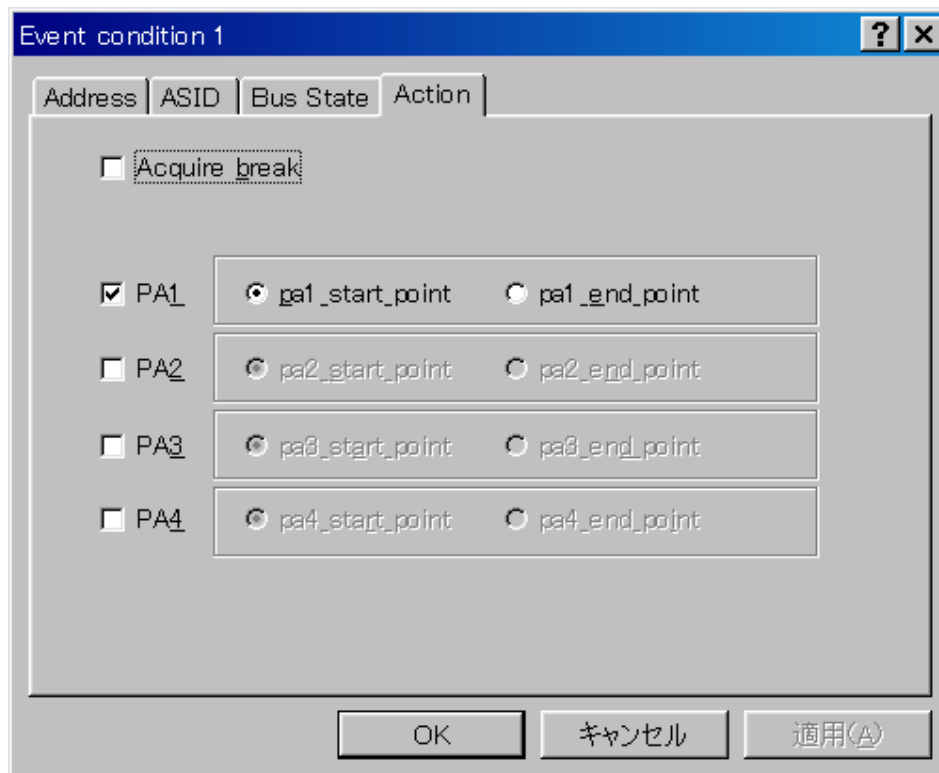 Event condition 1
Address ASID Bus State Action
Acquire break
PA1 pa1_start_point pa1_end_point
PA2 pa2_start_point pa2_end_point
PA3 pa3_start_point pa3_end_point
PA4 pa4_start_point pa4_end_point
OK キャンセル 適用(A)